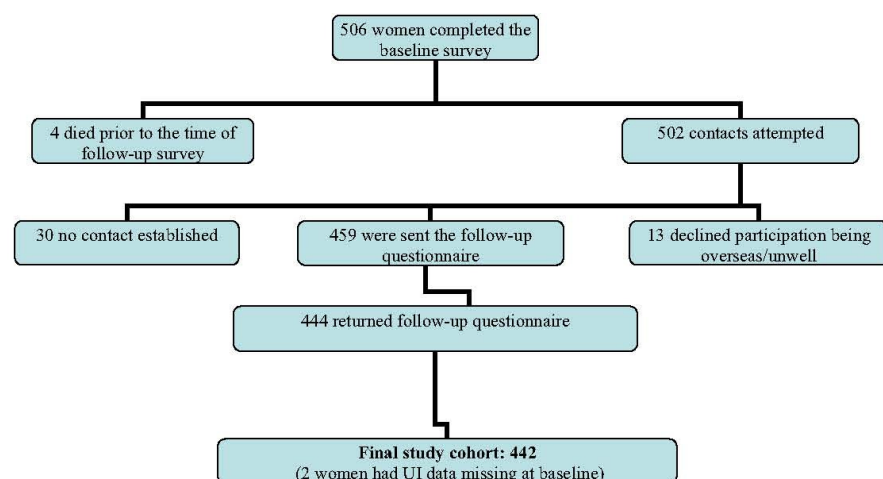 506 women completed the
baseline survey
4 died prior to the time of
follow-up survey
502 contacts attempted
30 no contact established
459 were sent the follow-up
questionnaire
13 declined participation being
overseas/unwell
444 returned follow-up questionnaire
Final study cohort: 442
(2 women had UI data missing at baseline)